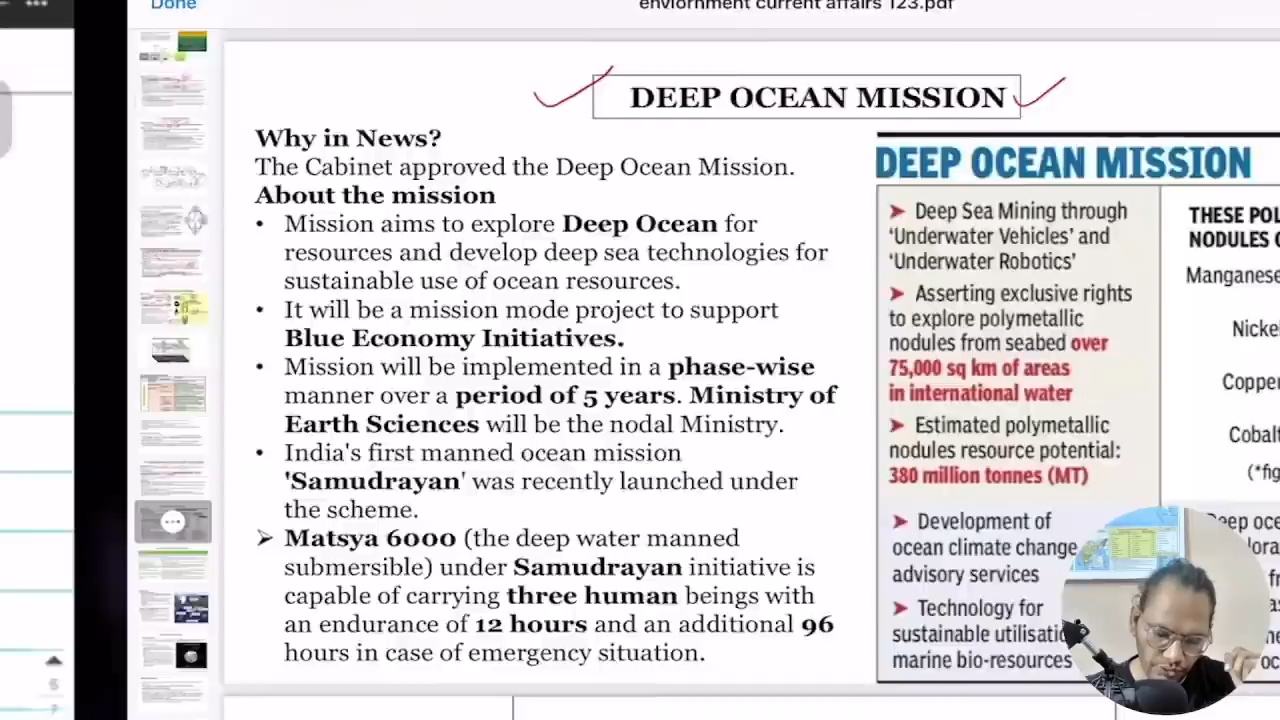 Done
enviornment current affairs 123.pdf
DEEP OCEAN MISSION
Why in News?
The Cabinet approved the Deep Ocean Mission.
About the mission
• Mission aims to explore Deep Ocean for
resources and develop deep sea technologies for
sustainable use of ocean resources.
• It will be a mission mode project to support
Blue Economy Initiatives.
• Mission will be implemented in a phase-wise
manner over a period of 5 years. Ministry of
Earth Sciences will be the nodal Ministry.
• India's first manned ocean mission
'Samudrayan' was recently launched under
the scheme.
➢ Matsya 6000 (the deep water manned
submersible) under Samudrayan initiative is
capable of carrying three human beings with
an endurance of 12 hours and an additional 96
hours in case of emergency situation.
DEEP OCEAN MISSION
➤ Deep Sea Mining through
'Underwater Vehicles' and
'Underwater Robotics'
➤ Asserting exclusive rights
to explore polymetallic
nodules from seabed over
75,000 sq km of areas
in international water
➤ Estimated polymetallic
nodules resource potential:
380 million tonnes (MT)
➤ Development of
ocean climate change
advisory services
➤ Technology for
sustainable utilisati
marine bio-resources
THESE POL
NODULES
Manganese
Nicke
Copper
Cobalt
(*fig